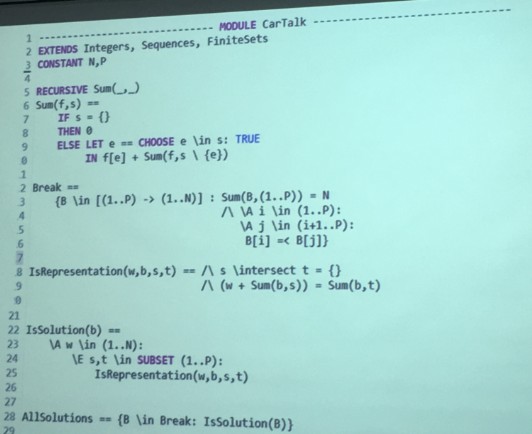 1 ---------------------------- MODULE CarTalk ----------------------------
2 EXTENDS Integers, Sequences, FiniteSets
3 CONSTANT N,P
4
5 RECURSIVE Sum(_,_)
6 Sum(f,s) ==
7 IF s = {}
8 THEN 0
9 ELSE LET e == CHOOSE e \in s: TRUE
0 IN f[e] + Sum(f,s \ {e})
1
2 Break ==
3 {B \in [(1..P) -> (1..N)] : Sum(B,(1..P)) = N
4 /\ \A i \in (1..P):
5 \A j \in (i+1..P):
6 B[i] =< B[j]}
7
8 IsRepresentation(w,b,s,t) == /\ s \intersect t = {}
9 /\ (w + Sum(b,s)) = Sum(b,t)
0
21
22 IsSolution(b) ==
23 \A w \in (1..N):
24 \E s,t \in SUBSET (1..P):
25 IsRepresentation(w,b,s,t)
26
27
28 AllSolutions == {B \in Break: IsSolution(B)}
29